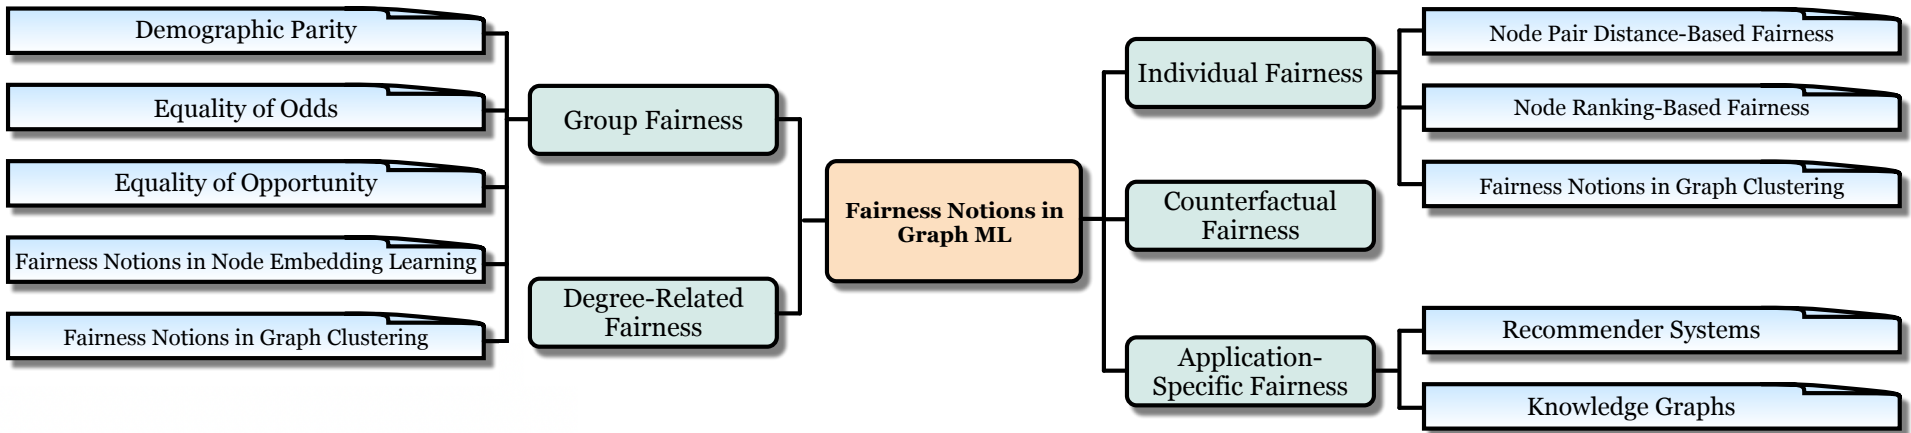 Demographic Parity
Equality of Odds
Equality of Opportunity
Fairness Notions in Node Embedding Learning
Fairness Notions in Graph Clustering
Group Fairness
Degree-Related
Fairness
Fairness Notions in
Graph ML
Individual Fairness
Counterfactual
Fairness
Application-
Specific Fairness
Node Pair Distance-Based Fairness
Node Ranking-Based Fairness
Fairness Notions in Graph Clustering
Recommender Systems
Knowledge Graphs